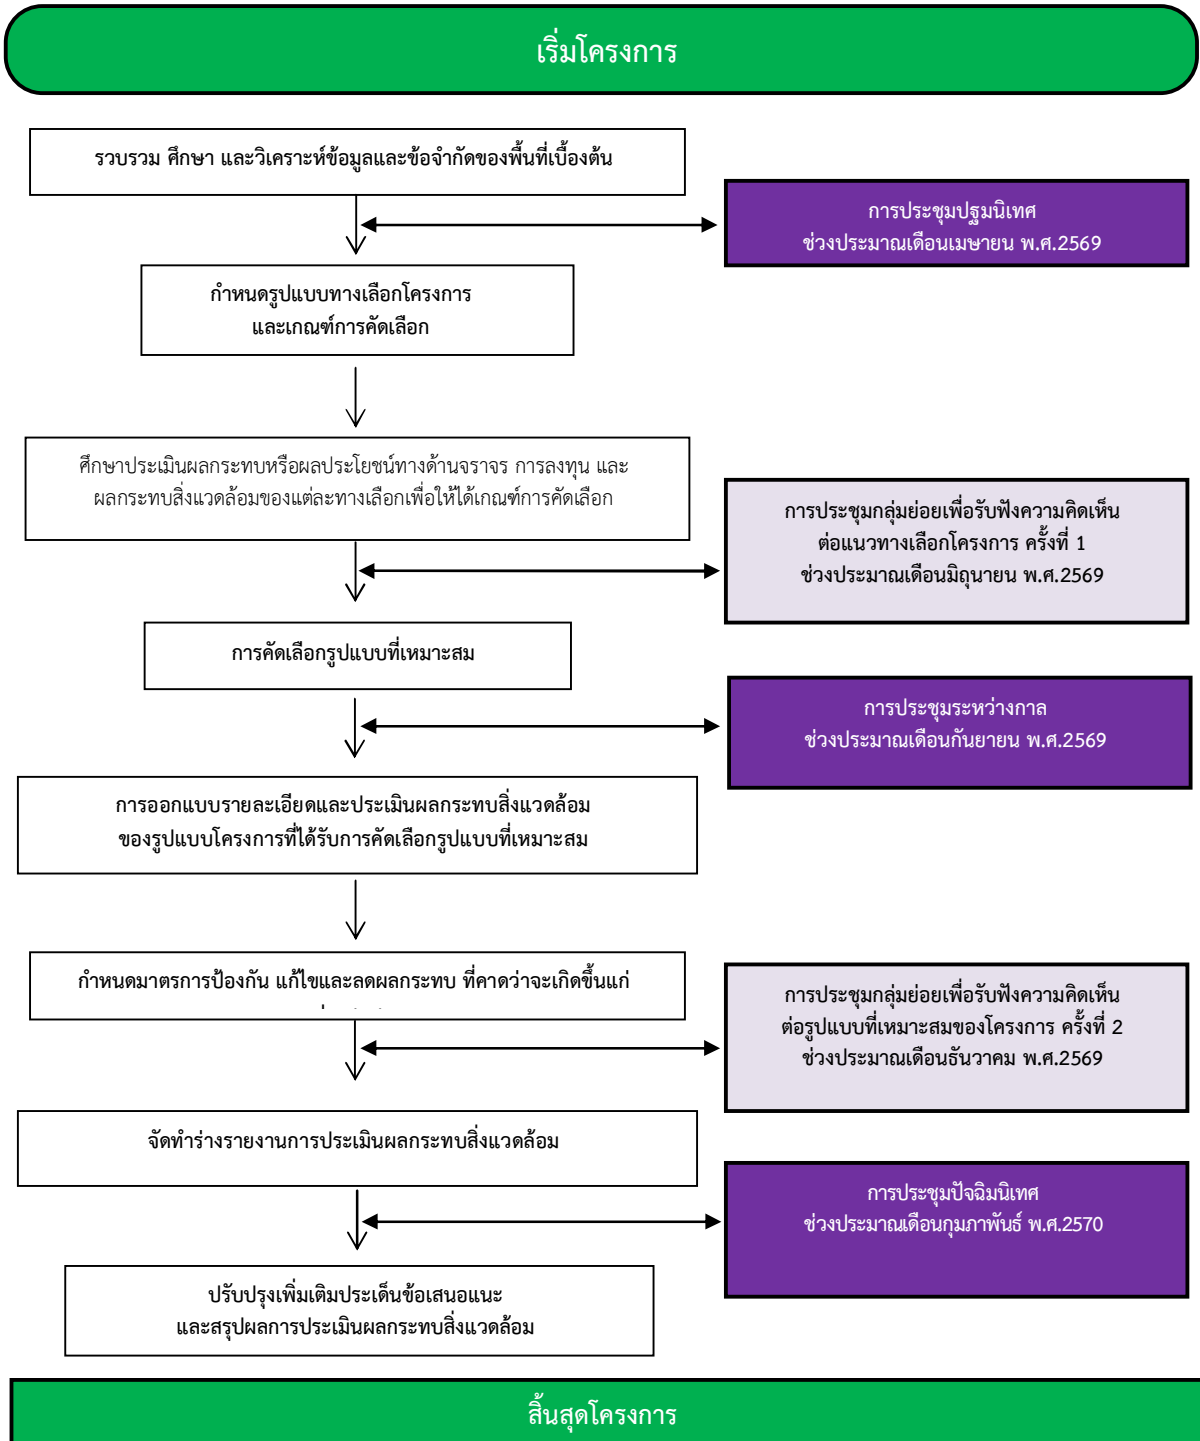 เริ่มโครงการ
รวบรวม ศึกษา และวิเคราะห์ข้อมูลและข้อจำกัดของพื้นที่เบื้องต้น
การประชุมปฐมนิเทศ
ช่วงประมาณเดือนเมษายน พ.ศ.2569
กำหนดรูปแบบทางเลือกโครงการ
และเกณฑ์การคัดเลือก
ศึกษาประเมินผลกระทบหรือผลประโยชน์ทางด้านจราจร การลงทุน และ
ผลกระทบสิ่งแวดล้อมของแต่ละทางเลือกเพื่อให้ได้เกณฑ์การคัดเลือก
การประชุมกลุ่มย่อยเพื่อรับฟังความคิดเห็น
ต่อแนวทางเลือกโครงการ ครั้งที่ 1
ช่วงประมาณเดือนมิถุนายน พ.ศ.2569
การคัดเลือกรูปแบบที่เหมาะสม
การประชุมระหว่างกาล
ช่วงประมาณเดือนกันยายน พ.ศ.2569
การออกแบบรายละเอียดและประเมินผลกระทบสิ่งแวดล้อม
ของรูปแบบโครงการที่ได้รับการคัดเลือกรูปแบบที่เหมาะสม
กำหนดมาตรการป้องกัน แก้ไขและลดผลกระทบ ที่คาดว่าจะเกิดขึ้นแก่
การประชุมกลุ่มย่อยเพื่อรับฟังความคิดเห็น
ต่อรูปแบบที่เหมาะสมของโครงการ ครั้งที่ 2
ช่วงประมาณเดือนธันวาคม พ.ศ.2569
จัดทำร่างรายงานการประเมินผลกระทบสิ่งแวดล้อม
การประชุมปัจฉิมนิเทศ
ช่วงประมาณเดือนกุมภาพันธ์ พ.ศ.2570
ปรับปรุงเพิ่มเติมประเด็นข้อเสนอแนะ
และสรุปผลการประเมินผลกระทบสิ่งแวดล้อม
สิ้นสุดโครงการ